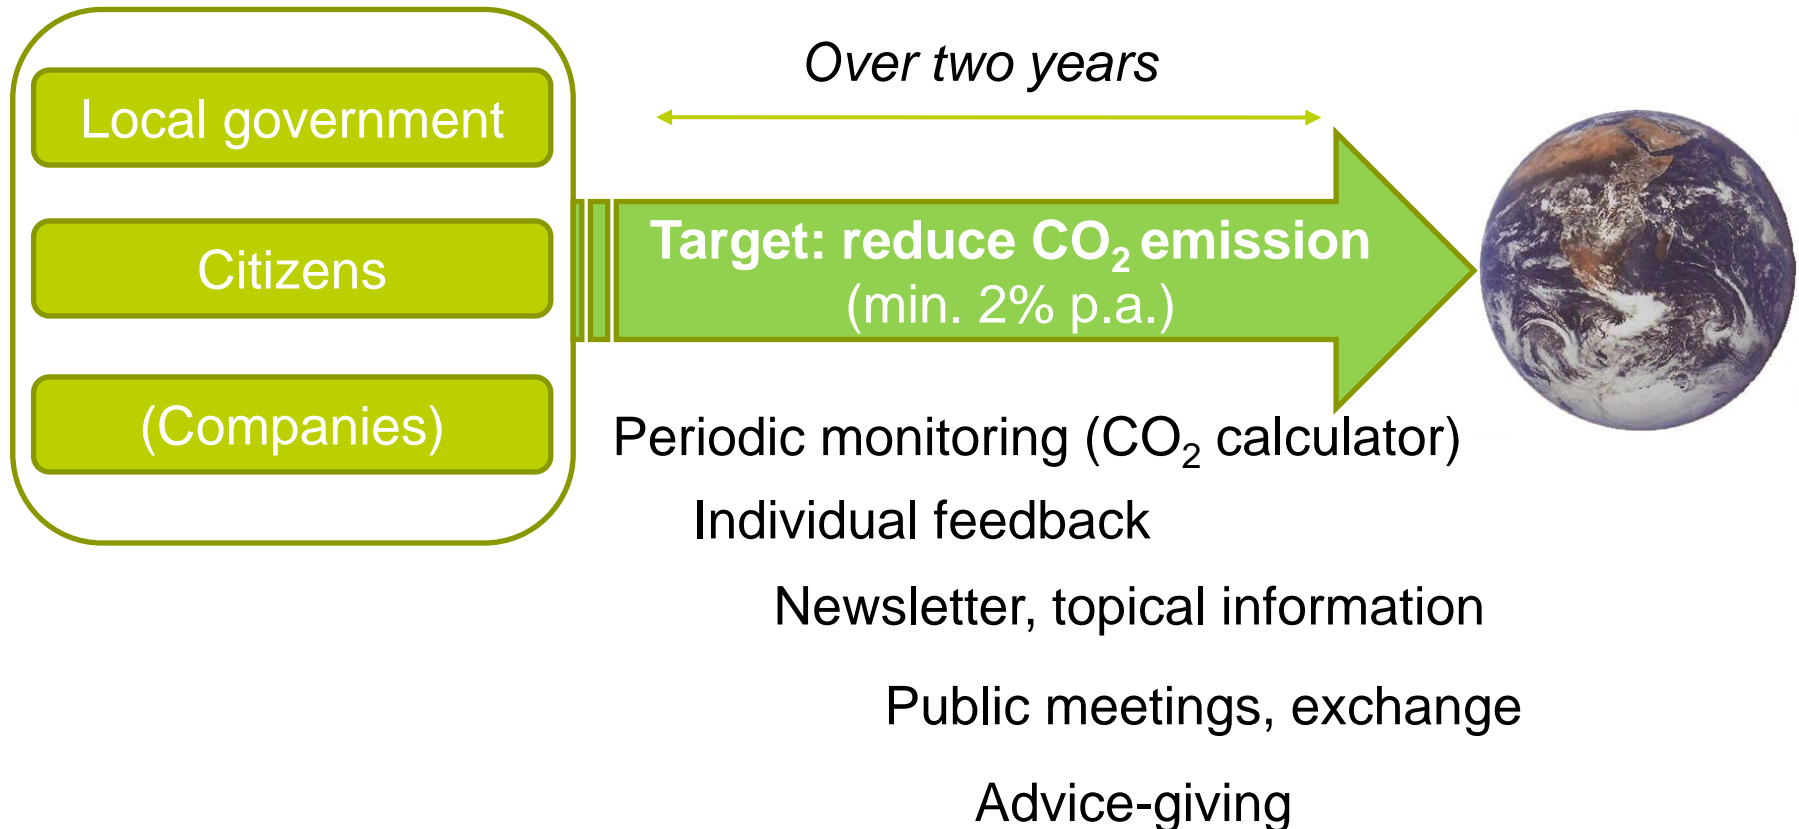 Local government
Citizens
(Companies)
Over two years
Target: reduce CO₂ emission
(min. 2% p.a.)
Periodic monitoring (CO₂ calculator)
Individual feedback
Newsletter, topical information
Public meetings, exchange
Advice-giving